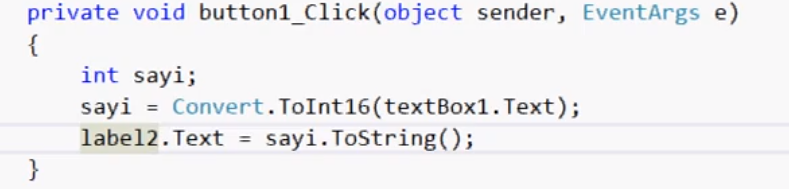 private void button1_Click(object sender, EventArgs e)
{
int sayi;
sayi = Convert.ToInt16(textBox1.Text);
label2.Text = sayi.ToString();
}